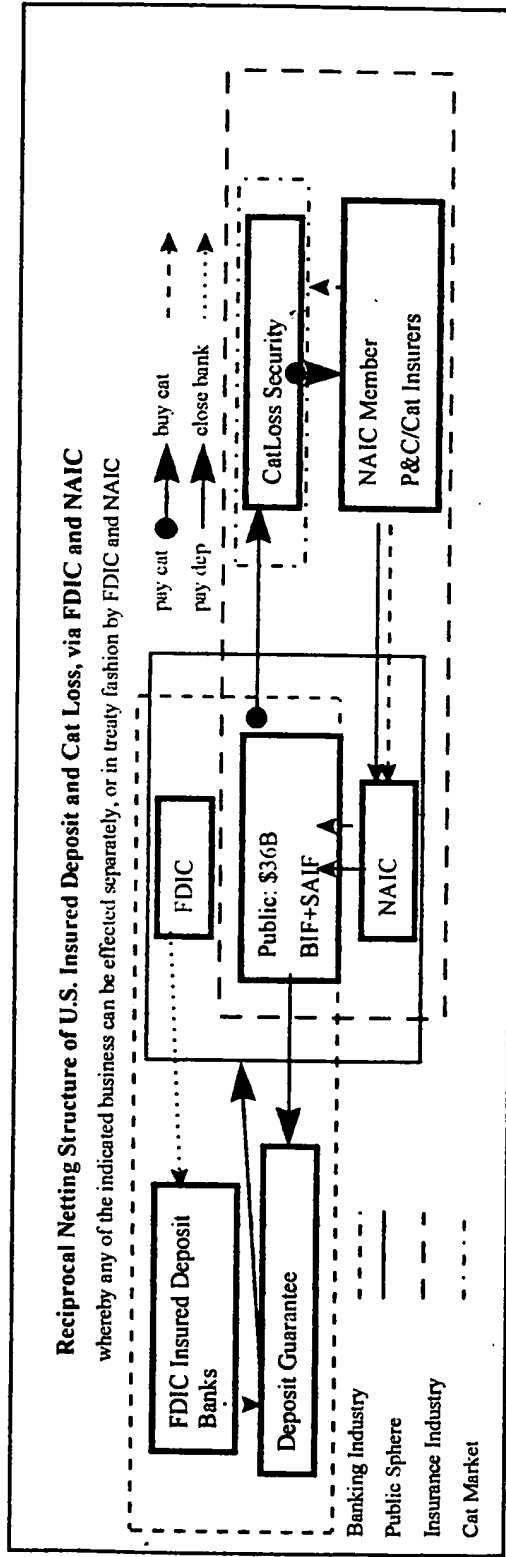 Reciprocal Netting Structure of U.S. Insured Deposit and Cat Loss, via FDIC and NAIC
whereby any of the indicated business can be effected separately, or in treaty fashion by FDIC and NAIC
pay cat
buy cat
pay dep
close bank
FDIC Insured Deposit
Banks
Deposit Guarantee
FDIC
Public: $36B
BIF+SAIF
NAIC
CatLoss Security
NAIC Member
P&C/Cat Insurers
Banking Industry
Public Sphere
Insurance Industry
Cat Market